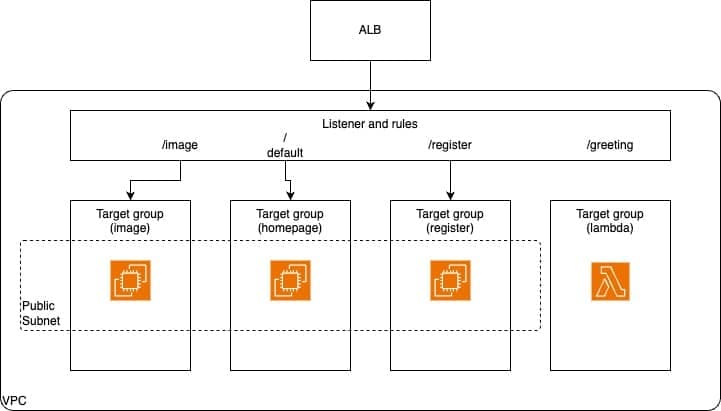 ALB
Listener and rules
/image
/
default
/register
/greeting
Target group
(image)
Target group
(homepage)
Target group
(register)
Target group
(lambda)
Public
Subnet
VPC